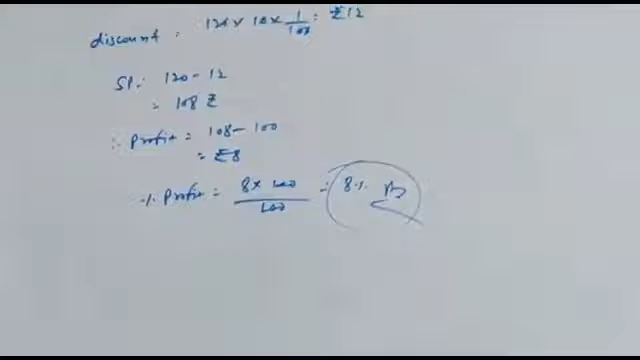 discount : 120 × 10 × 1/100 = ₹12
SP = 120 - 12
= 108 ₹
∴ Profit = 108 - 100
= ₹8
% Profit = 8 × 100 / 100 = 8%